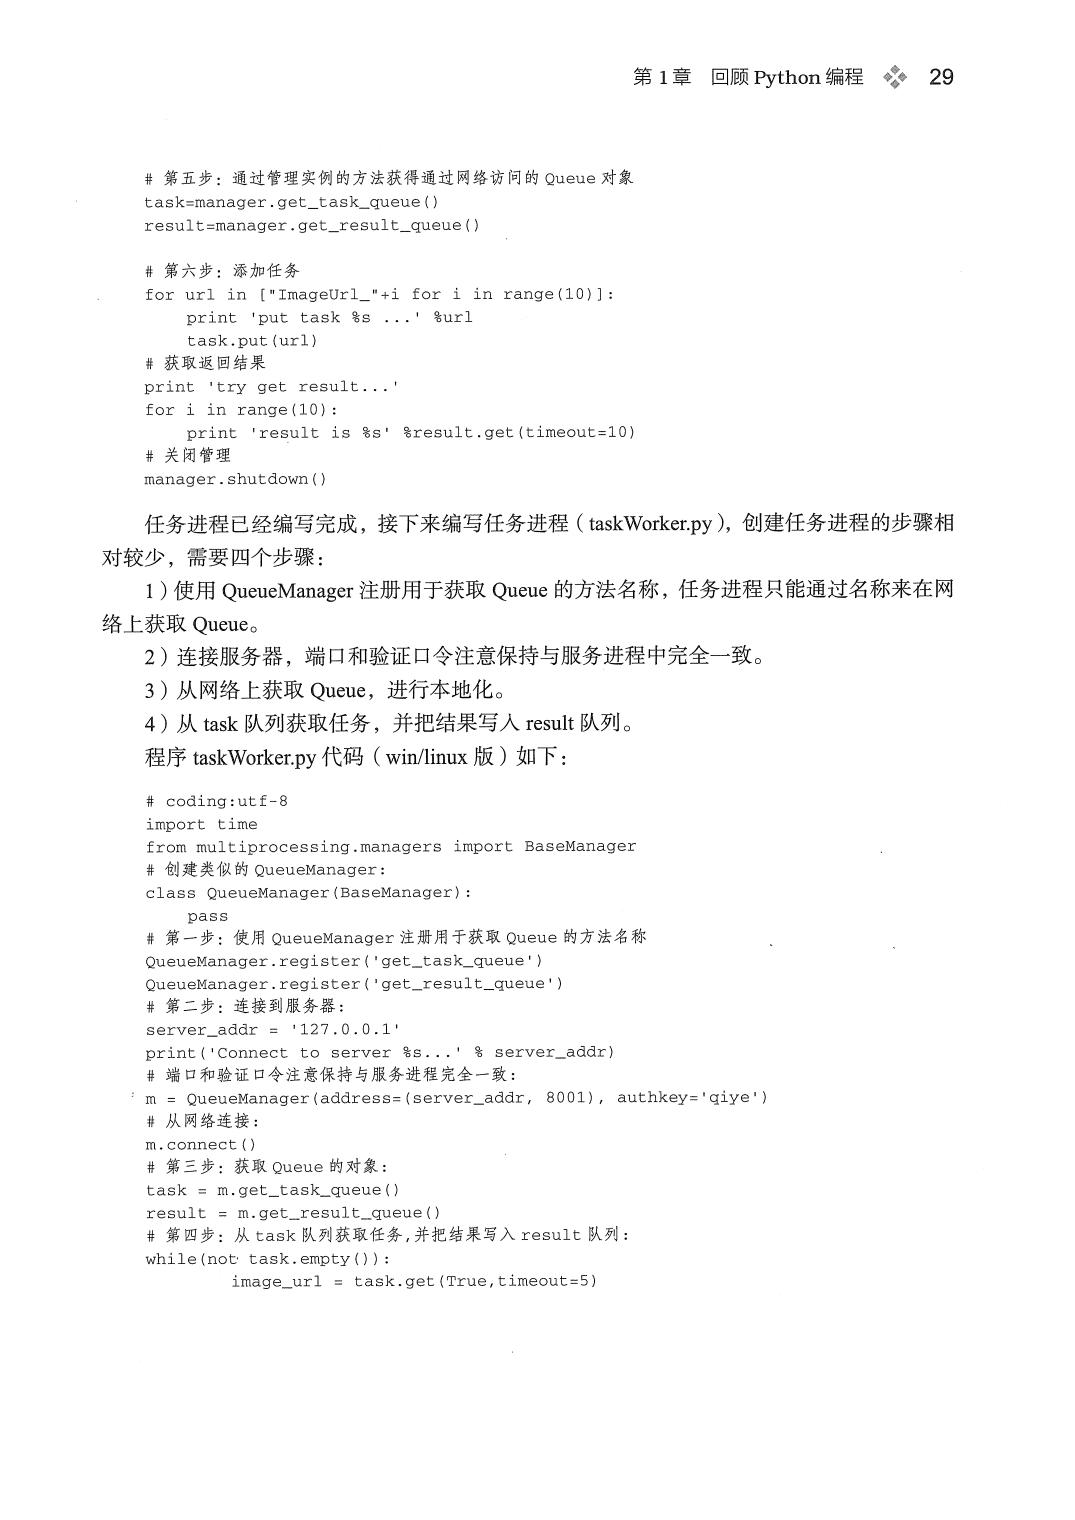 第 1 章 回顾 Python 编程 29
# 第五步：通过管理实例的方法获得通过网络访问的 Queue 对象
task=manager.get_task_queue()
result=manager.get_result_queue()
# 第六步：添加任务
for url in ["ImageUrl_"+i for i in range(10)]:
    print 'put task %s ...' %url
    task.put(url)
# 获取返回结果
print 'try get result...'
for i in range(10):
    print 'result is %s' %result.get(timeout=10)
# 关闭管理
manager.shutdown()
任务进程已经编写完成，接下来编写任务进程（taskWorker.py），创建任务进程的步骤相
对较少，需要四个步骤：
1）使用 QueueManager 注册用于获取 Queue 的方法名称，任务进程只能通过名称来在网
络上获取 Queue。
2）连接服务器，端口和验证口令注意保持与服务进程中完全一致。
3）从网络上获取 Queue，进行本地化。
4）从 task 队列获取任务，并把结果写入 result 队列。
程序 taskWorker.py 代码（win/linux 版）如下：
# coding:utf-8
import time
from multiprocessing.managers import BaseManager
# 创建类似的 QueueManager：
class QueueManager(BaseManager):
    pass
# 第一步：使用 QueueManager 注册用于获取 Queue 的方法名称
QueueManager.register('get_task_queue')
QueueManager.register('get_result_queue')
# 第二步：连接到服务器：
server_addr = '127.0.0.1'
print('Connect to server %s...' % server_addr)
# 端口和验证口令注意保持与服务进程完全一致：
m = QueueManager(address=(server_addr, 8001), authkey='qiye')
# 从网络连接：
m.connect()
# 第三步：获取 Queue 的对象：
task = m.get_task_queue()
result = m.get_result_queue()
# 第四步：从 task 队列获取任务,并把结果写入 result 队列：
while(not task.empty()):
        image_url = task.get(True,timeout=5)